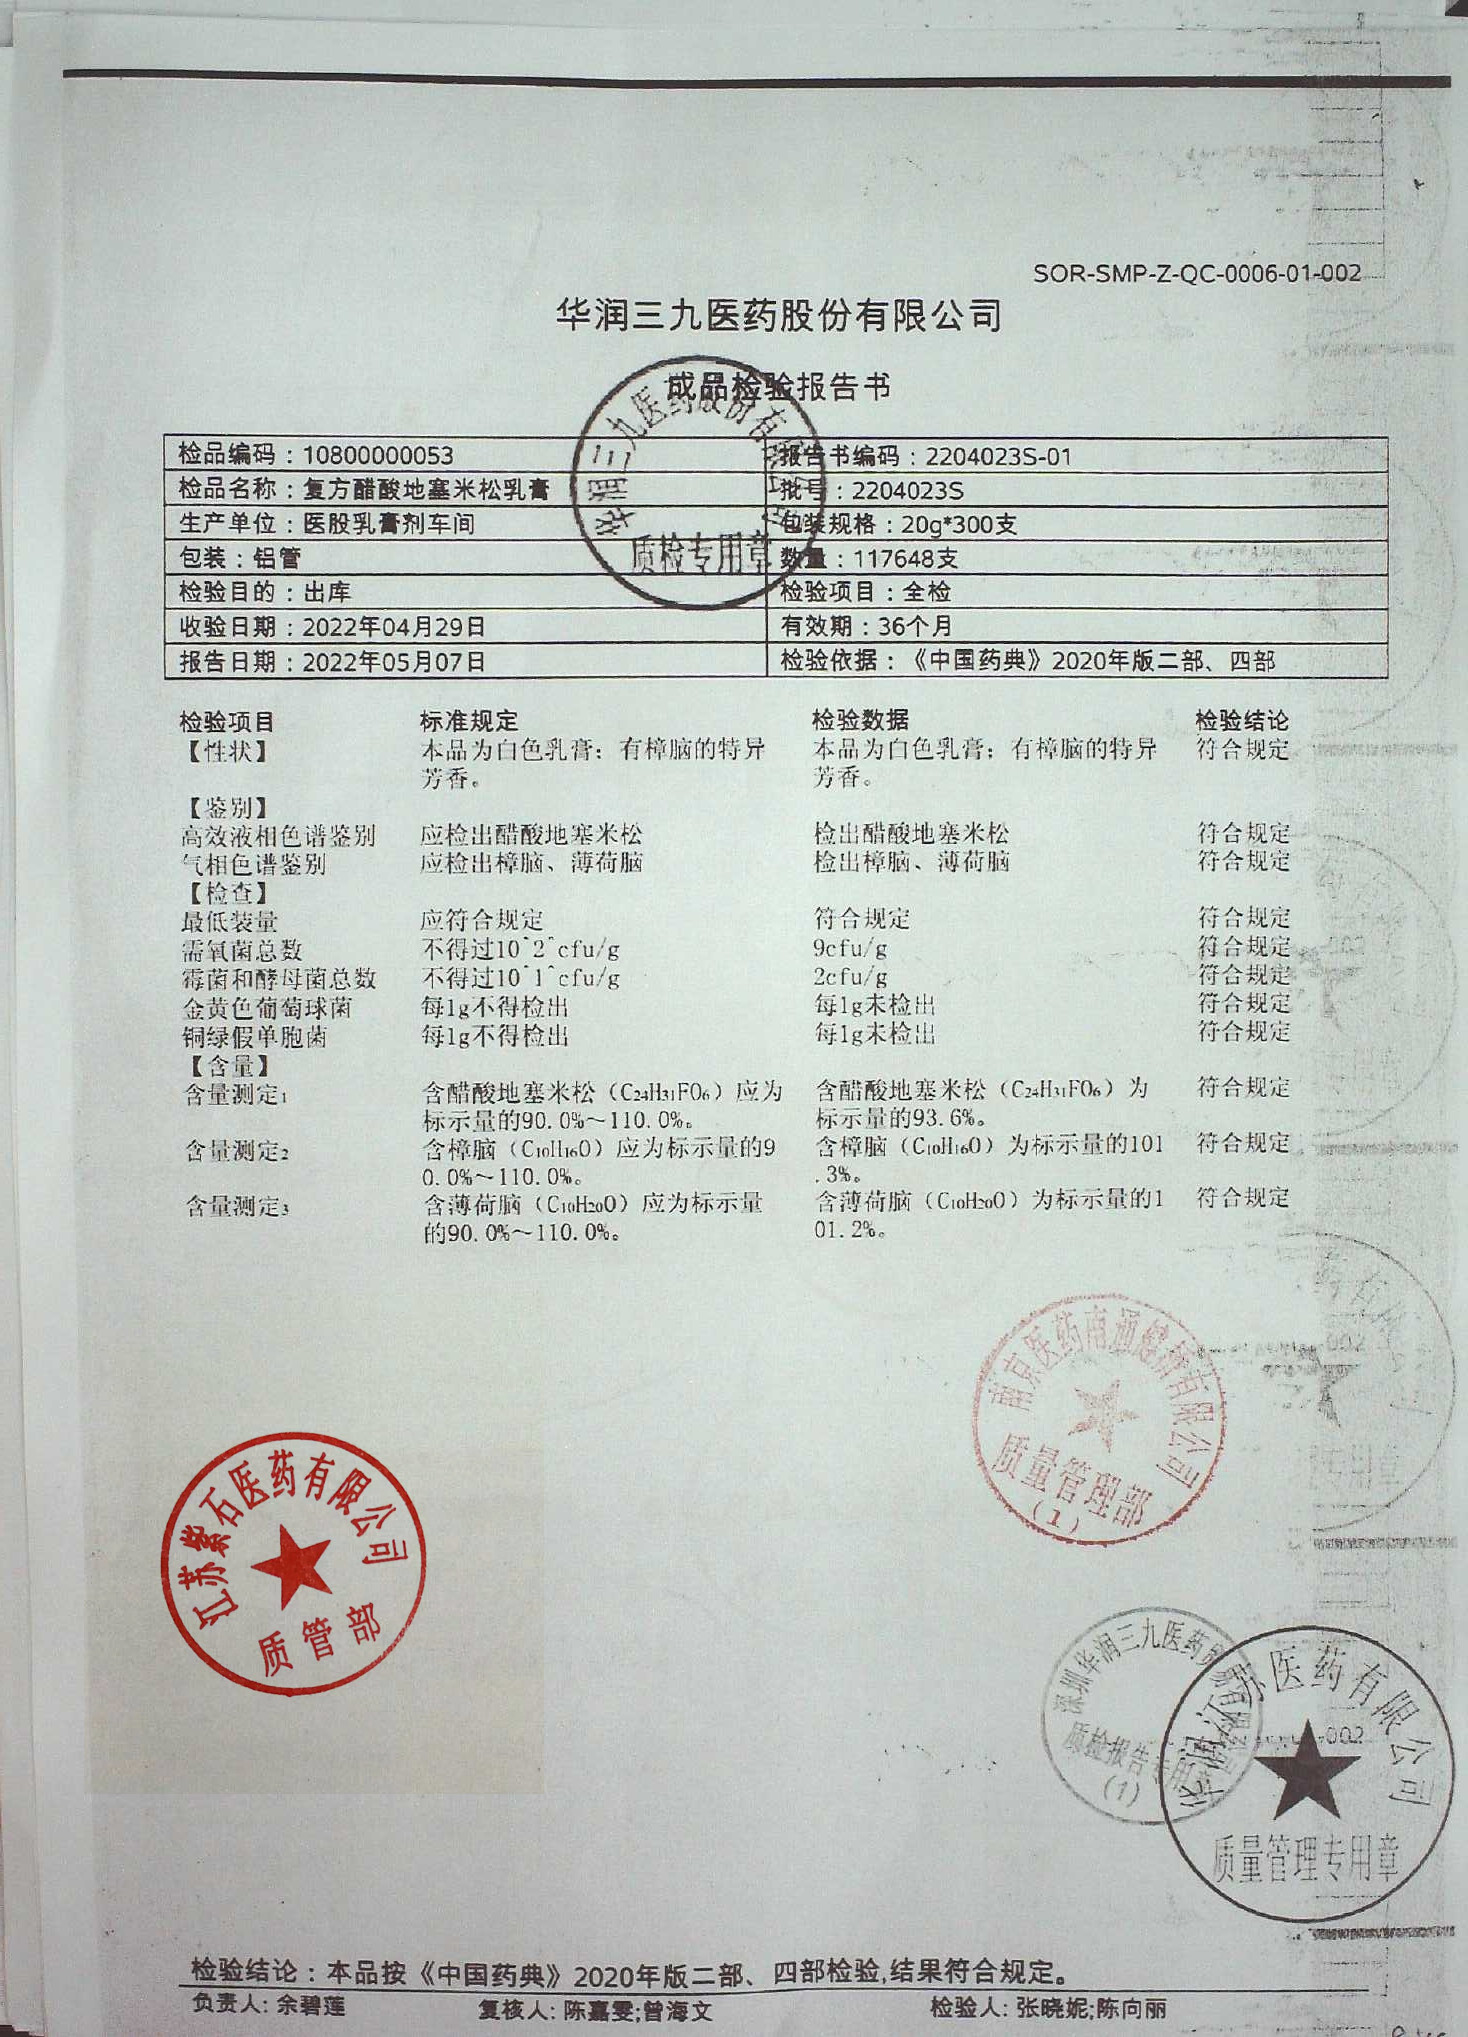 SOR-SMP-Z-QC-0006-01-002
华润三九医药股份有限公司
成品检验报告书
检品编码：10800000053 报告书编码：2204023S-01
检品名称：复方醋酸地塞米松乳膏 批号：2204023S
生产单位：医股乳膏剂车间 包装规格：20g*300支
包装：铝管 数量：117648支
检验目的：出库 检验项目：全检
收验日期：2022年04月29日 有效期：36个月
报告日期：2022年05月07日 检验依据：《中国药典》2020年版二部、四部
华润三九医药股份有限公司
质检专用章
检验项目 标准规定 检验数据 检验结论
【性状】 本品为白色乳膏；有樟脑的特异 本品为白色乳膏；有樟脑的特异 符合规定
芳香。 芳香。
【鉴别】
高效液相色谱鉴别 应检出醋酸地塞米松 检出醋酸地塞米松 符合规定
气相色谱鉴别 应检出樟脑、薄荷脑 检出樟脑、薄荷脑 符合规定
【检查】
最低装量 应符合规定 符合规定 符合规定
需氧菌总数 不得过10^2^cfu/g 9cfu/g 符合规定
霉菌和酵母菌总数 不得过10^1^cfu/g 2cfu/g 符合规定
金黄色葡萄球菌 每1g不得检出 每1g未检出 符合规定
铜绿假单胞菌 每1g不得检出 每1g未检出 符合规定
【含量】
含量测定₁ 含醋酸地塞米松（C₂₄H₃₁FO₆）应为 含醋酸地塞米松（C₂₄H₃₁FO₆）为 符合规定
标示量的90.0%～110.0%。 标示量的93.6%。
含量测定₂ 含樟脑（C₁₀H₁₆O）应为标示量的9 含樟脑（C₁₀H₁₆O）为标示量的101 符合规定
0.0%～110.0%。 .3%。
含量测定₃ 含薄荷脑（C₁₀H₂₀O）应为标示量 含薄荷脑（C₁₀H₂₀O）为标示量的1 符合规定
的90.0%～110.0%。 01.2%。
南京医药南通健桥有限公司
质量管理部
（1）
江苏紫石医药有限公司
质管部
深圳华润三九医药贸易有限公司
质检报告专用章
（1）
华润江苏医药有限公司
-002
质量管理专用章
检验结论：本品按《中国药典》2020年版二部、四部检验,结果符合规定。
负责人: 余碧莲 复核人: 陈嘉雯;曾海文 检验人: 张晓妮;陈向丽